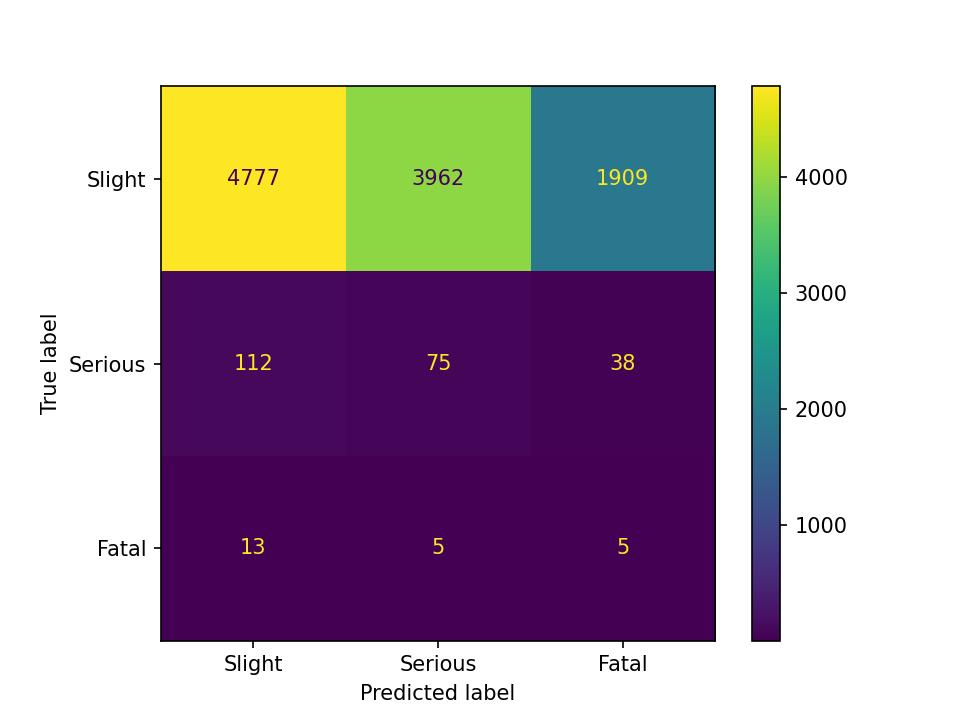 Slight 4777 3962 1909
Serious 112 75 38
Fatal 13 5 5
Slight Serious Fatal
Predicted label
True label
4000
3000
2000
1000